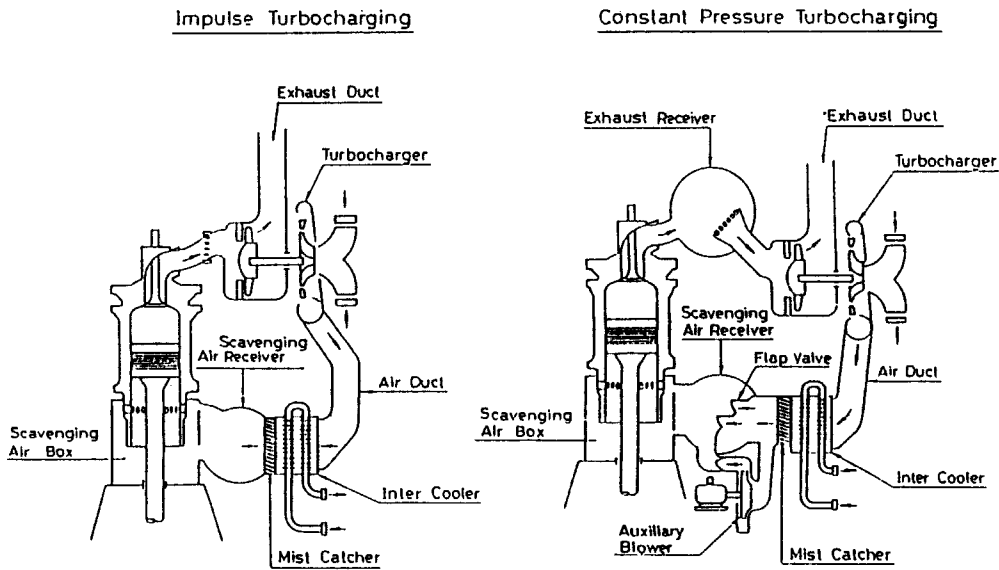 Impulse Turbocharging
Exhaust Duct
Turbocharger
Scavenging
Air Receiver
Air Duct
Scavenging
Air Box
Inter Cooler
Mist Catcher
Constant Pressure Turbocharging
Exhaust Receiver
Exhaust Duct
Turbocharger
Scavenging
Air Receiver
Flap Valve
Air Duct
Scavenging
Air Box
Inter Cooler
Auxillary
Blower
Mist Catcher